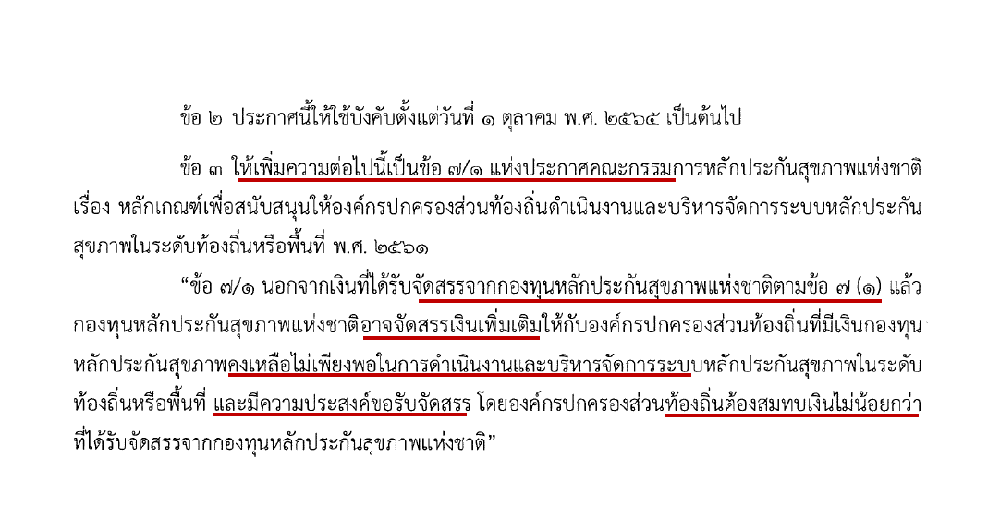 ข้อ ๒ ประกาศนี้ให้ใช้บังคับตั้งแต่วันที่ ๑ ตุลาคม พ.ศ. ๒๕๖๕ เป็นต้นไป
ข้อ ๓ ให้เพิ่มความต่อไปนี้เป็นข้อ ๗/๑ แห่งประกาศคณะกรรมการหลักประกันสุขภาพแห่งชาติ
เรื่อง หลักเกณฑ์เพื่อสนับสนุนให้องค์กรปกครองส่วนท้องถิ่นดำเนินงานและบริหารจัดการระบบหลักประกัน
สุขภาพในระดับท้องถิ่นหรือพื้นที่ พ.ศ. ๒๕๖๑
“ข้อ ๗/๑ นอกจากเงินที่ได้รับจัดสรรจากกองทุนหลักประกันสุขภาพแห่งชาติตามข้อ ๗ (๑) แล้ว
กองทุนหลักประกันสุขภาพแห่งชาติอาจจัดสรรเงินเพิ่มเติมให้กับองค์กรปกครองส่วนท้องถิ่นที่มีเงินกองทุน
หลักประกันสุขภาพคงเหลือไม่เพียงพอในการดำเนินงานและบริหารจัดการระบบหลักประกันสุขภาพในระดับ
ท้องถิ่นหรือพื้นที่ และมีความประสงค์ขอรับจัดสรร โดยองค์กรปกครองส่วนท้องถิ่นต้องสมทบเงินไม่น้อยกว่า
ที่ได้รับจัดสรรจากกองทุนหลักประกันสุขภาพแห่งชาติ”